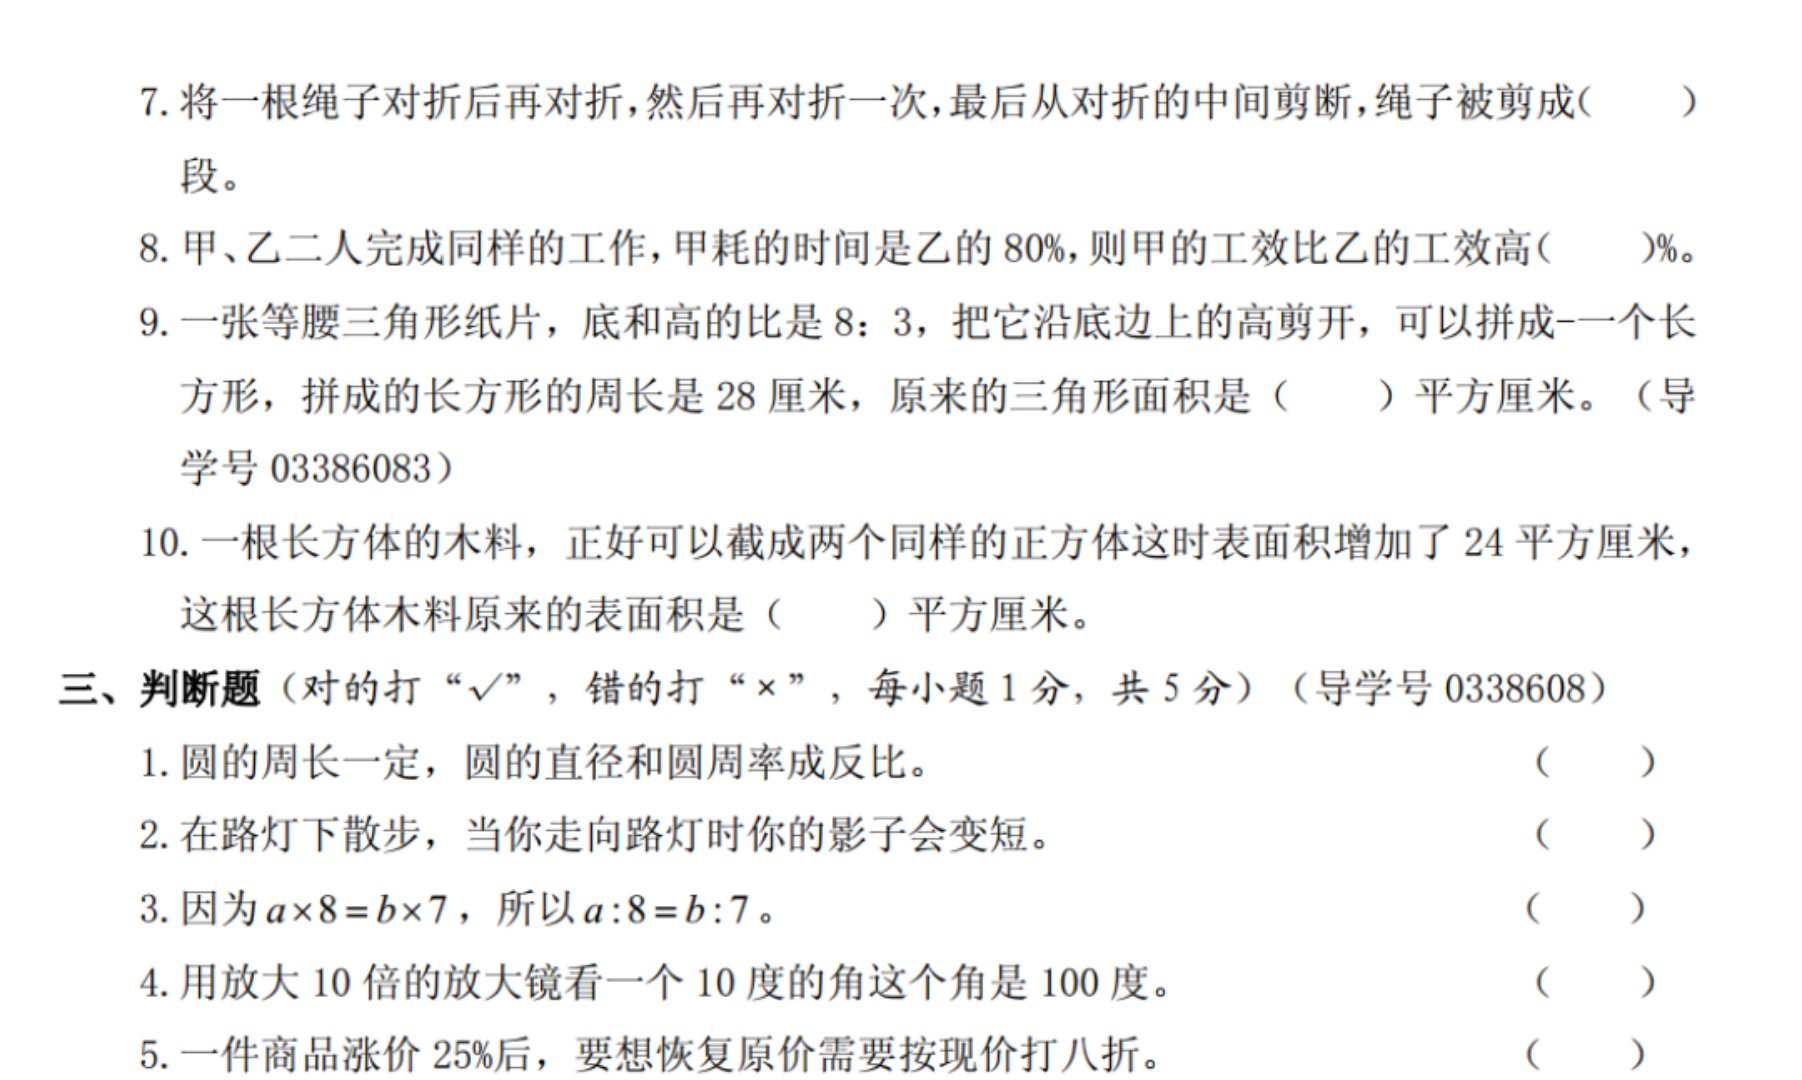 7. 将一根绳子对折后再对折,然后再对折一次,最后从对折的中间剪断,绳子被剪成(  )
段。
8. 甲、乙二人完成同样的工作,甲耗的时间是乙的 80%,则甲的工效比乙的工效高(  )%。
9. 一张等腰三角形纸片，底和高的比是 8：3，把它沿底边上的高剪开，可以拼成-一个长
方形，拼成的长方形的周长是 28 厘米，原来的三角形面积是（  ）平方厘米。（导
学号 03386083）
10. 一根长方体的木料，正好可以截成两个同样的正方体这时表面积增加了 24 平方厘米，
这根长方体木料原来的表面积是（  ）平方厘米。
三、判断题（对的打“√”，错的打“×”，每小题 1 分，共 5 分）（导学号 0338608）
1. 圆的周长一定，圆的直径和圆周率成反比。（  ）
2. 在路灯下散步，当你走向路灯时你的影子会变短。（  ）
3. 因为 a×8=b×7，所以 a:8=b:7。（  ）
4. 用放大 10 倍的放大镜看一个 10 度的角这个角是 100 度。（  ）
5. 一件商品涨价 25%后，要想恢复原价需要按现价打八折。（  ）